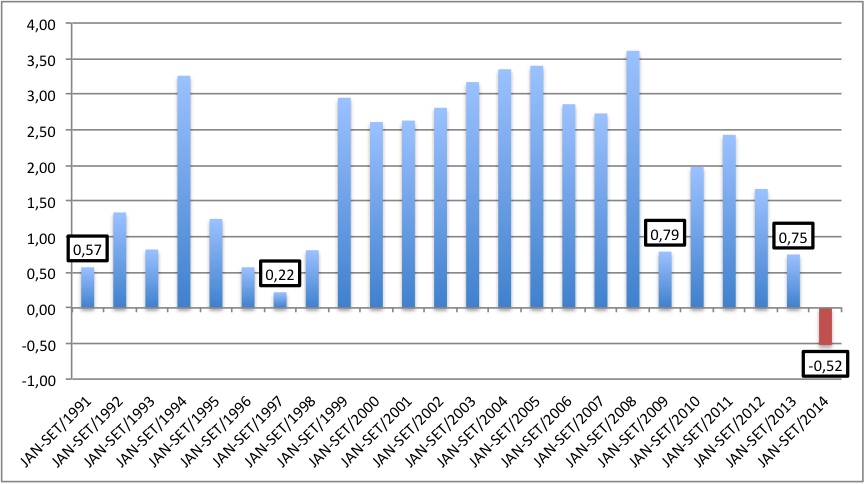 4,00
3,50
3,00
2,50
2,00
1,50
1,00
0,50
0,00
-0,50
-1,00
0,57
0,22
0,79
0,75
-0,52
JAN-SET/1991
JAN-SET/1992
JAN-SET/1993
JAN-SET/1994
JAN-SET/1995
JAN-SET/1996
JAN-SET/1997
JAN-SET/1998
JAN-SET/1999
JAN-SET/2000
JAN-SET/2001
JAN-SET/2002
JAN-SET/2003
JAN-SET/2004
JAN-SET/2005
JAN-SET/2006
JAN-SET/2007
JAN-SET/2008
JAN-SET/2009
JAN-SET/2010
JAN-SET/2011
JAN-SET/2012
JAN-SET/2013
JAN-SET/2014